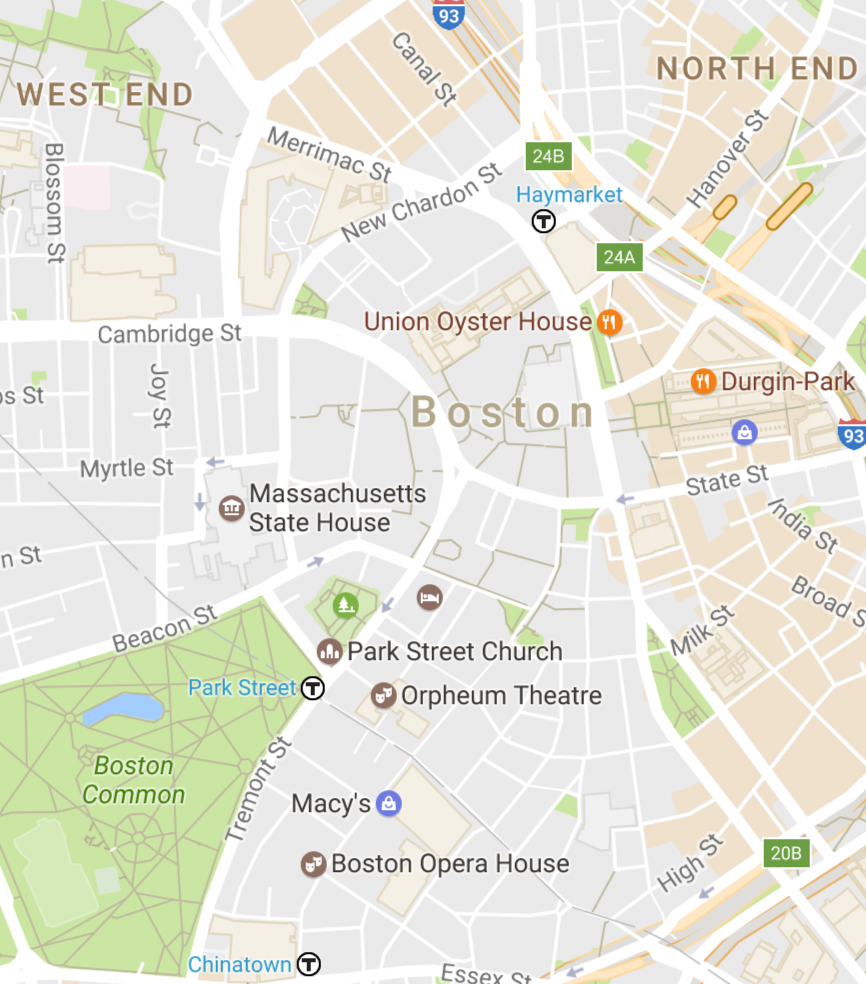 93
Canal St
NORTH END
WEST END
Hanover St
Merrimac St
24B
Blossom St
New Chardon St
Haymarket
T
24A
Union Oyster House
Cambridge St
Joy St
Durgin-Park
os St
Boston
93
Myrtle St
State St
Massachusetts
State House
India St
n St
Broad S
Beacon St
Milk St
Park Street Church
Park Street
T
Orpheum Theatre
Boston
Common
Tremont St
Macy's
High St
20B
Boston Opera House
Chinatown
T
Essex St